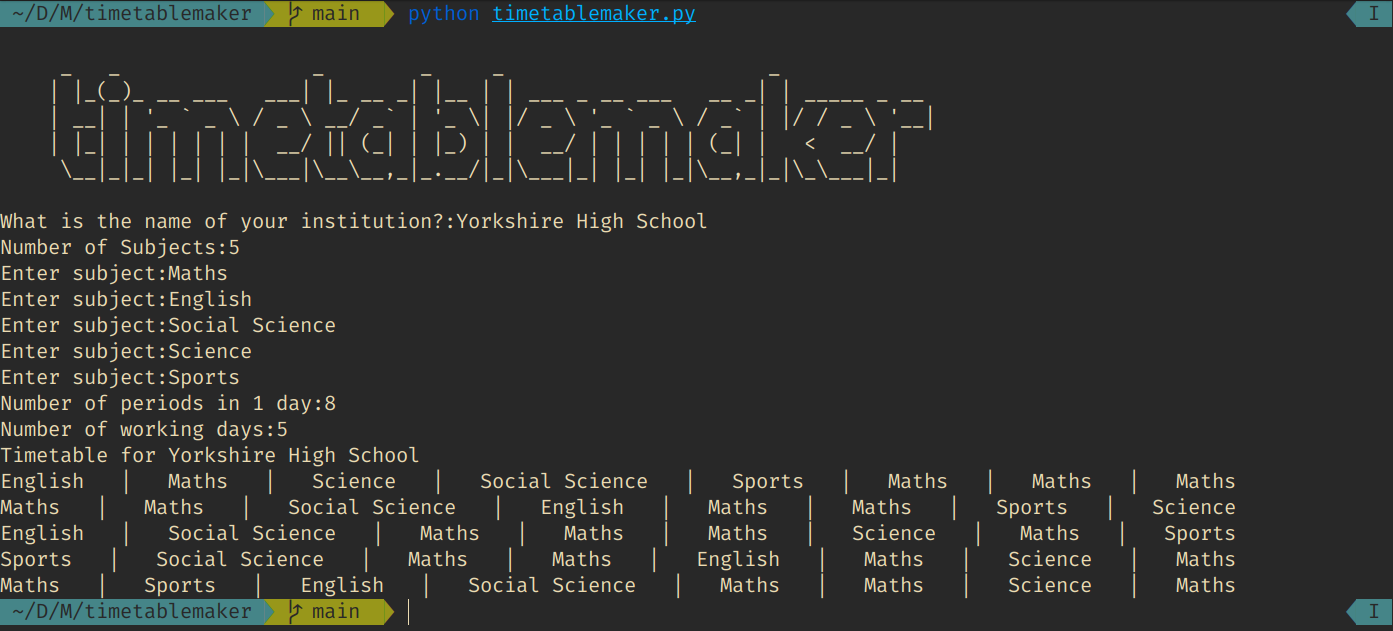 ~/D/M/timetablemaker main python timetablemaker.py I
timetablemaker
What is the name of your institution?:Yorkshire High School
Number of Subjects:5
Enter subject:Maths
Enter subject:English
Enter subject:Social Science
Enter subject:Science
Enter subject:Sports
Number of periods in 1 day:8
Number of working days:5
Timetable for Yorkshire High School
English | Maths | Science | Social Science | Sports | Maths | Maths | Maths
Maths | Maths | Social Science | English | Maths | Maths | Sports | Science
English | Social Science | Maths | Maths | Maths | Science | Maths | Sports
Sports | Social Science | Maths | Maths | English | Maths | Science | Maths
Maths | Sports | English | Social Science | Maths | Maths | Science | Maths
~/D/M/timetablemaker main I